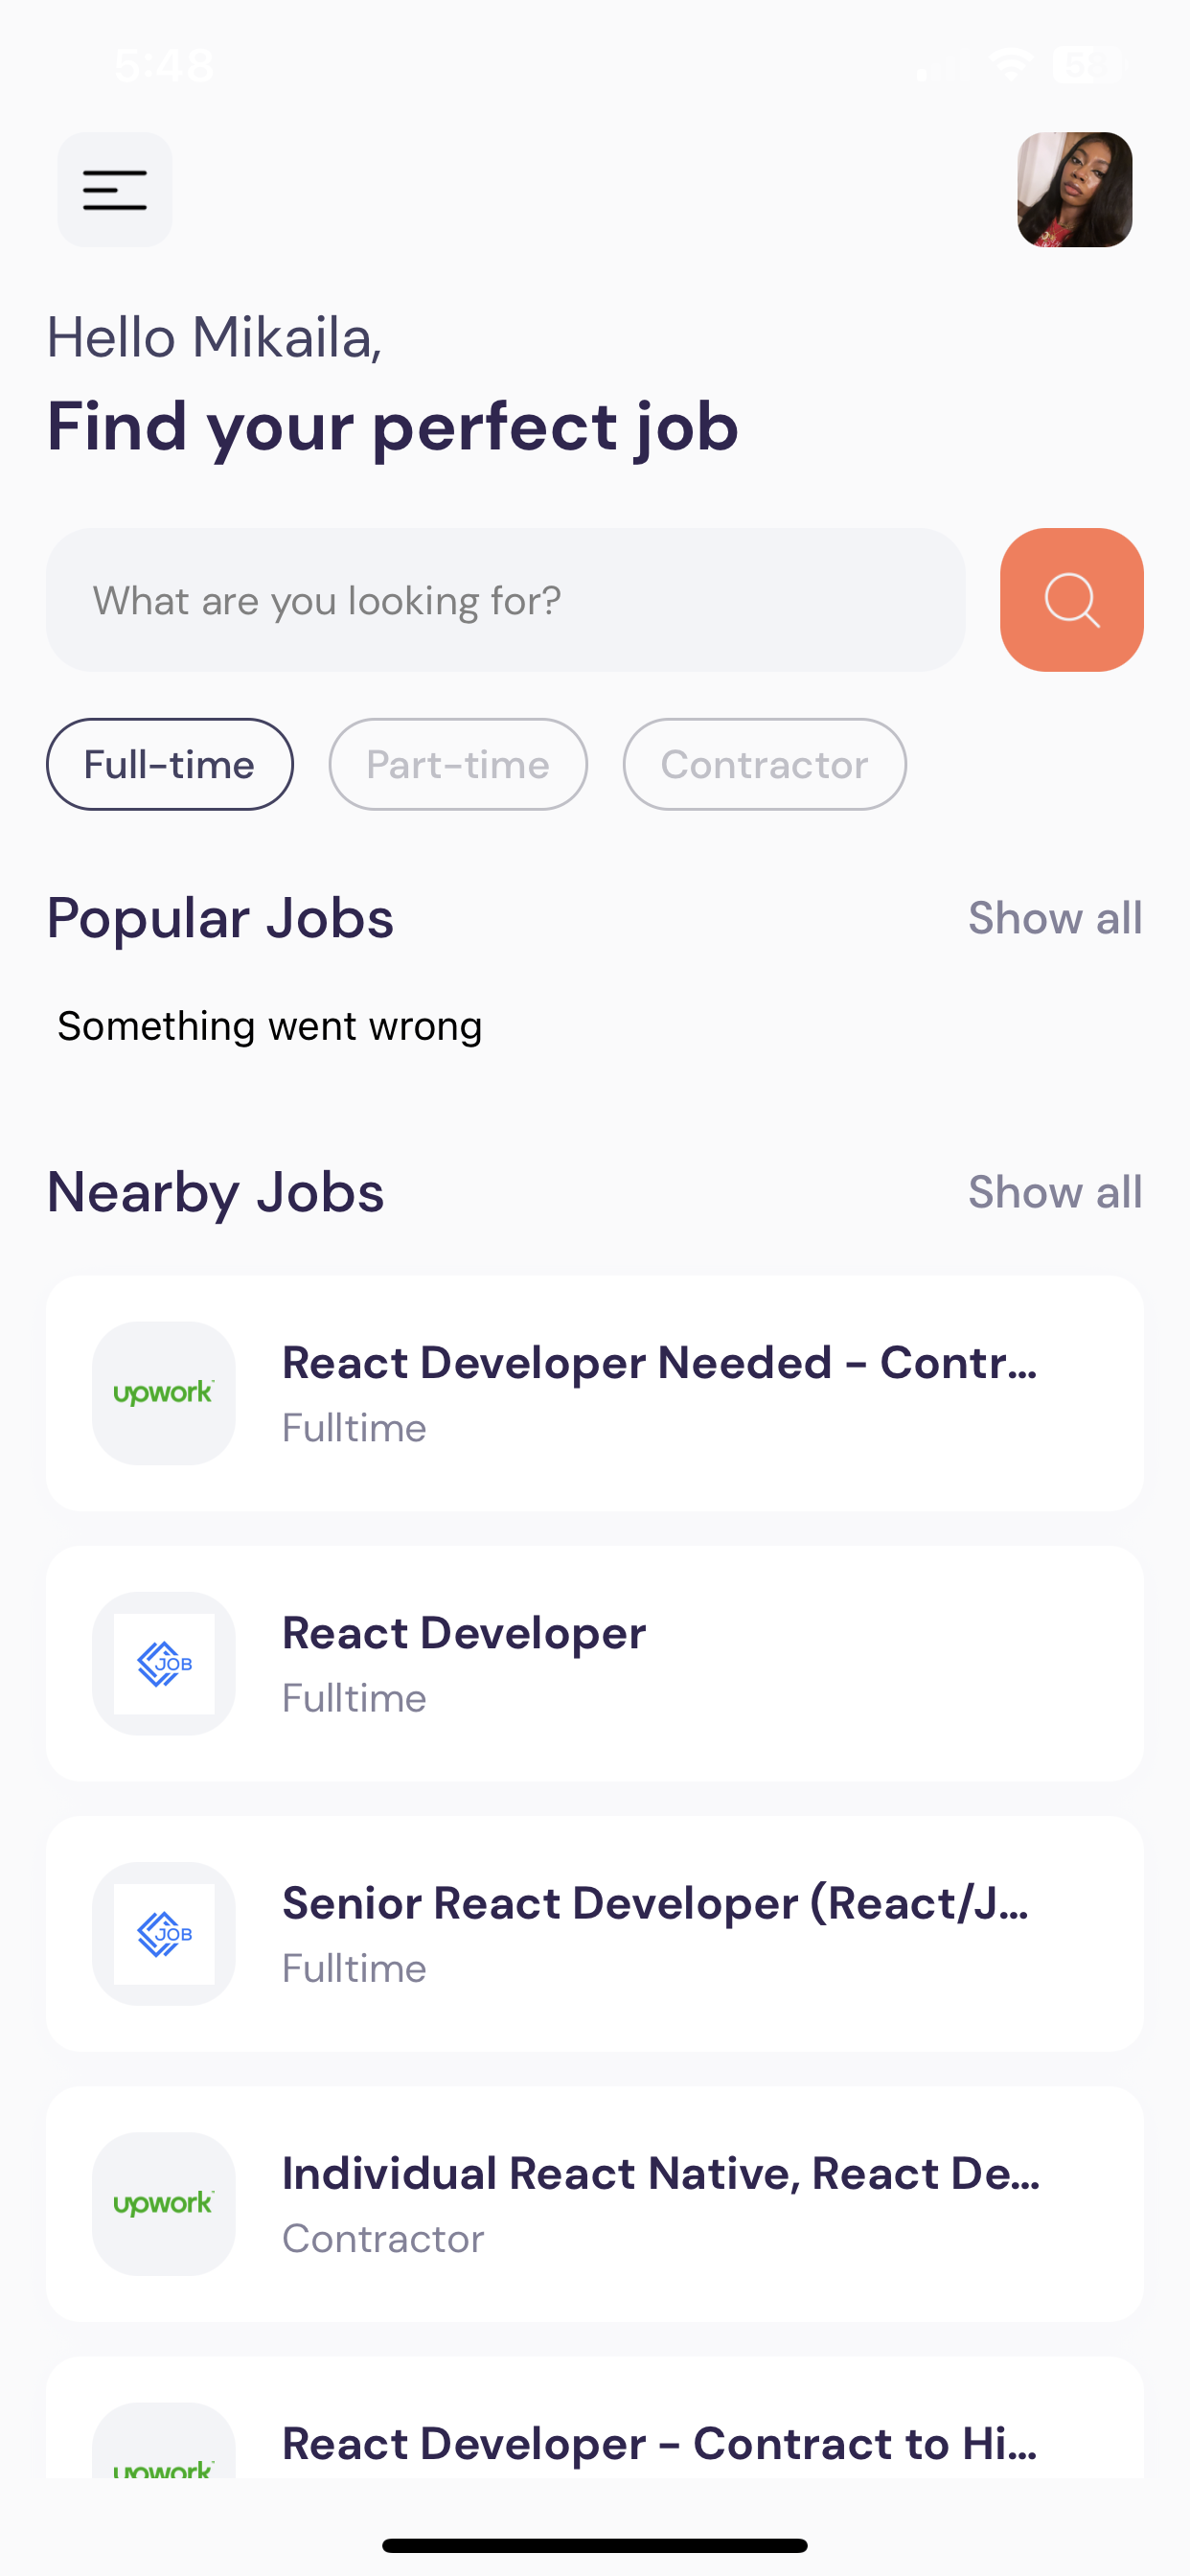 5:48
Hello Mikaila,
Find your perfect job
What are you looking for?
Full-time Part-time Contractor
Popular Jobs Show all
Something went wrong
Nearby Jobs Show all
upwork
React Developer Needed - Contr...
Fulltime
JOB
React Developer
Fulltime
JOB
Senior React Developer (React/J...
Fulltime
upwork
Individual React Native, React De...
Contractor
upwork
React Developer - Contract to Hi...